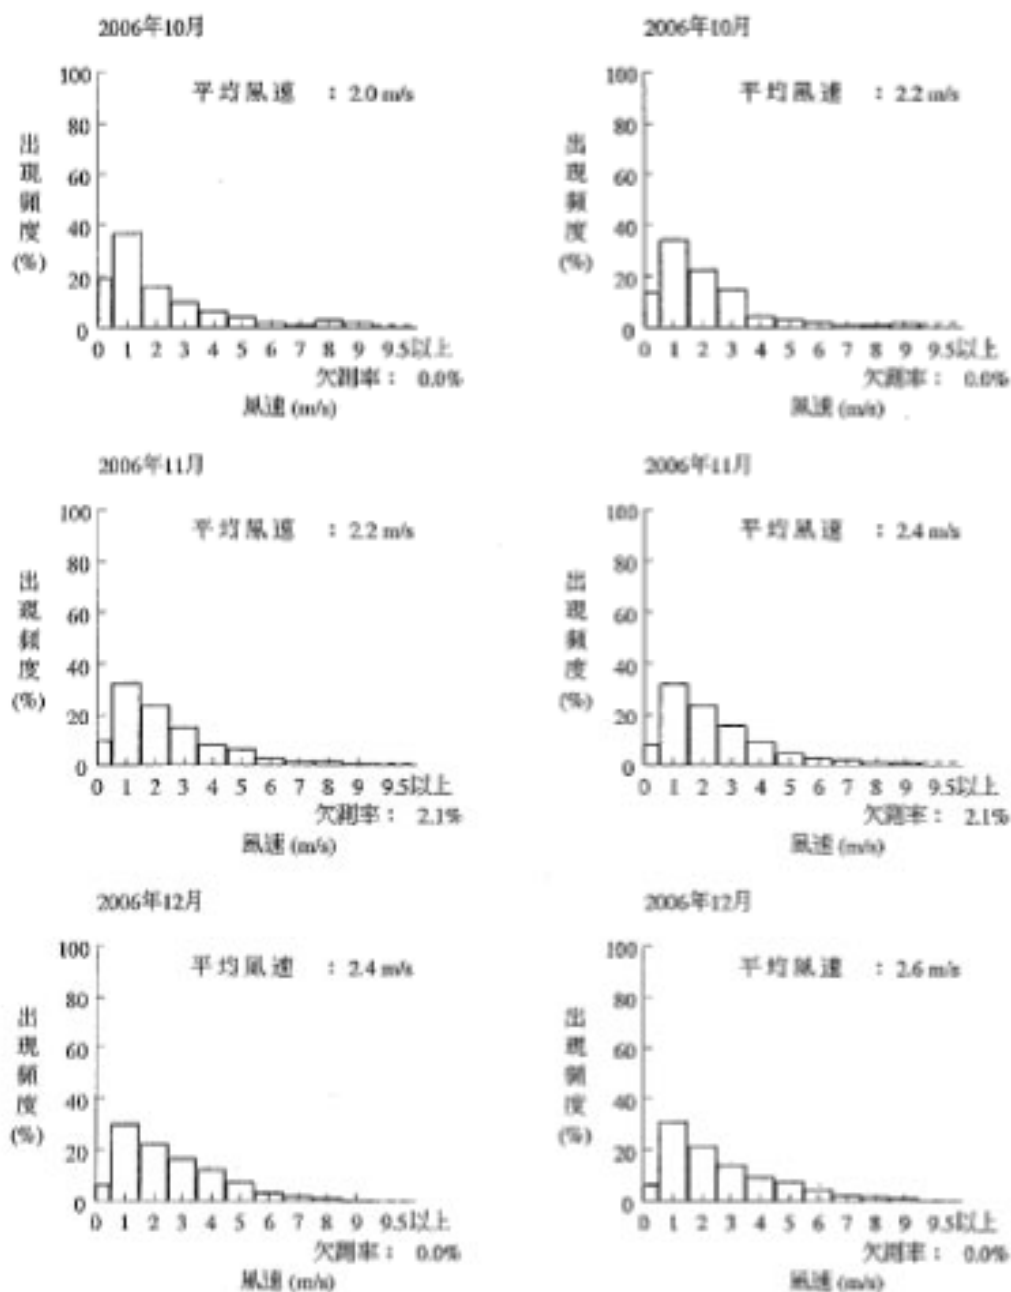 2006年10月
平均風速 : 2.0 m/s
出現頻度(%)
100
80
60
40
20
0
0 1 2 3 4 5 6 7 8 9 9.5以上
欠測率: 0.0%
風速 (m/s)
2006年10月
平均風速 : 2.2 m/s
出現頻度(%)
100
80
60
40
20
0
0 1 2 3 4 5 6 7 8 9 9.5以上
欠測率: 0.0%
風速 (m/s)
2006年11月
平均風速 : 2.2 m/s
出現頻度(%)
100
80
60
40
20
0
0 1 2 3 4 5 6 7 8 9 9.5以上
欠測率: 2.1%
風速 (m/s)
2006年11月
平均風速 : 2.4 m/s
出現頻度(%)
100
80
60
40
20
0
0 1 2 3 4 5 6 7 8 9 9.5以上
欠測率: 2.1%
風速 (m/s)
2006年12月
平均風速 : 2.4 m/s
出現頻度(%)
100
80
60
40
20
0
0 1 2 3 4 5 6 7 8 9 9.5以上
欠測率: 0.0%
風速 (m/s)
2006年12月
平均風速 : 2.6 m/s
出現頻度(%)
100
80
60
40
20
0
0 1 2 3 4 5 6 7 8 9 9.5以上
欠測率: 0.0%
風速 (m/s)